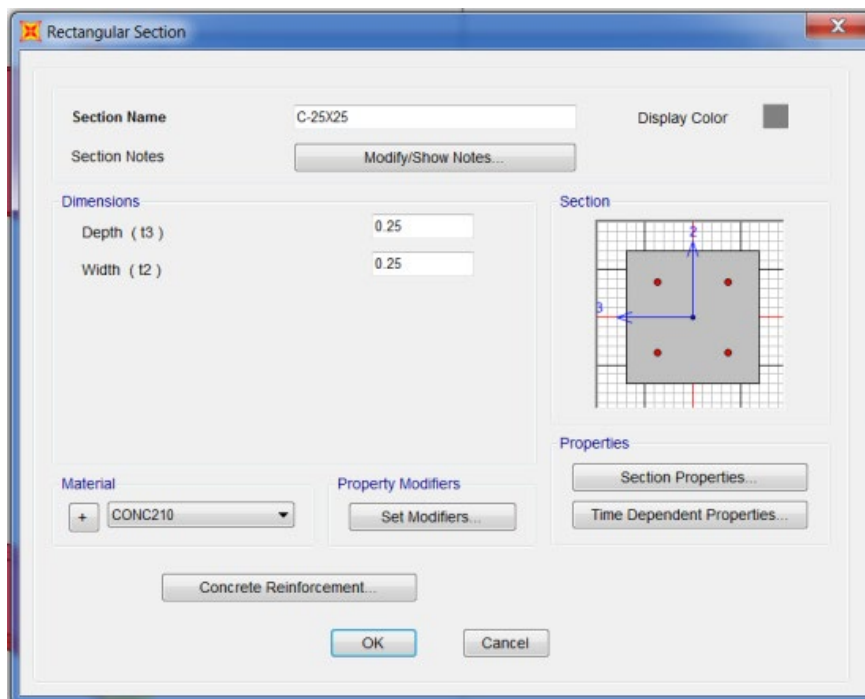 Rectangular Section
Section Name
C-25X25
Display Color
Section Notes
Modify/Show Notes...
Dimensions
Depth ( t3 )
0.25
Width ( t2 )
0.25
Section
2
3
Properties
Section Properties...
Time Dependent Properties...
Material
+
CONC210
Property Modifiers
Set Modifiers...
Concrete Reinforcement...
OK
Cancel